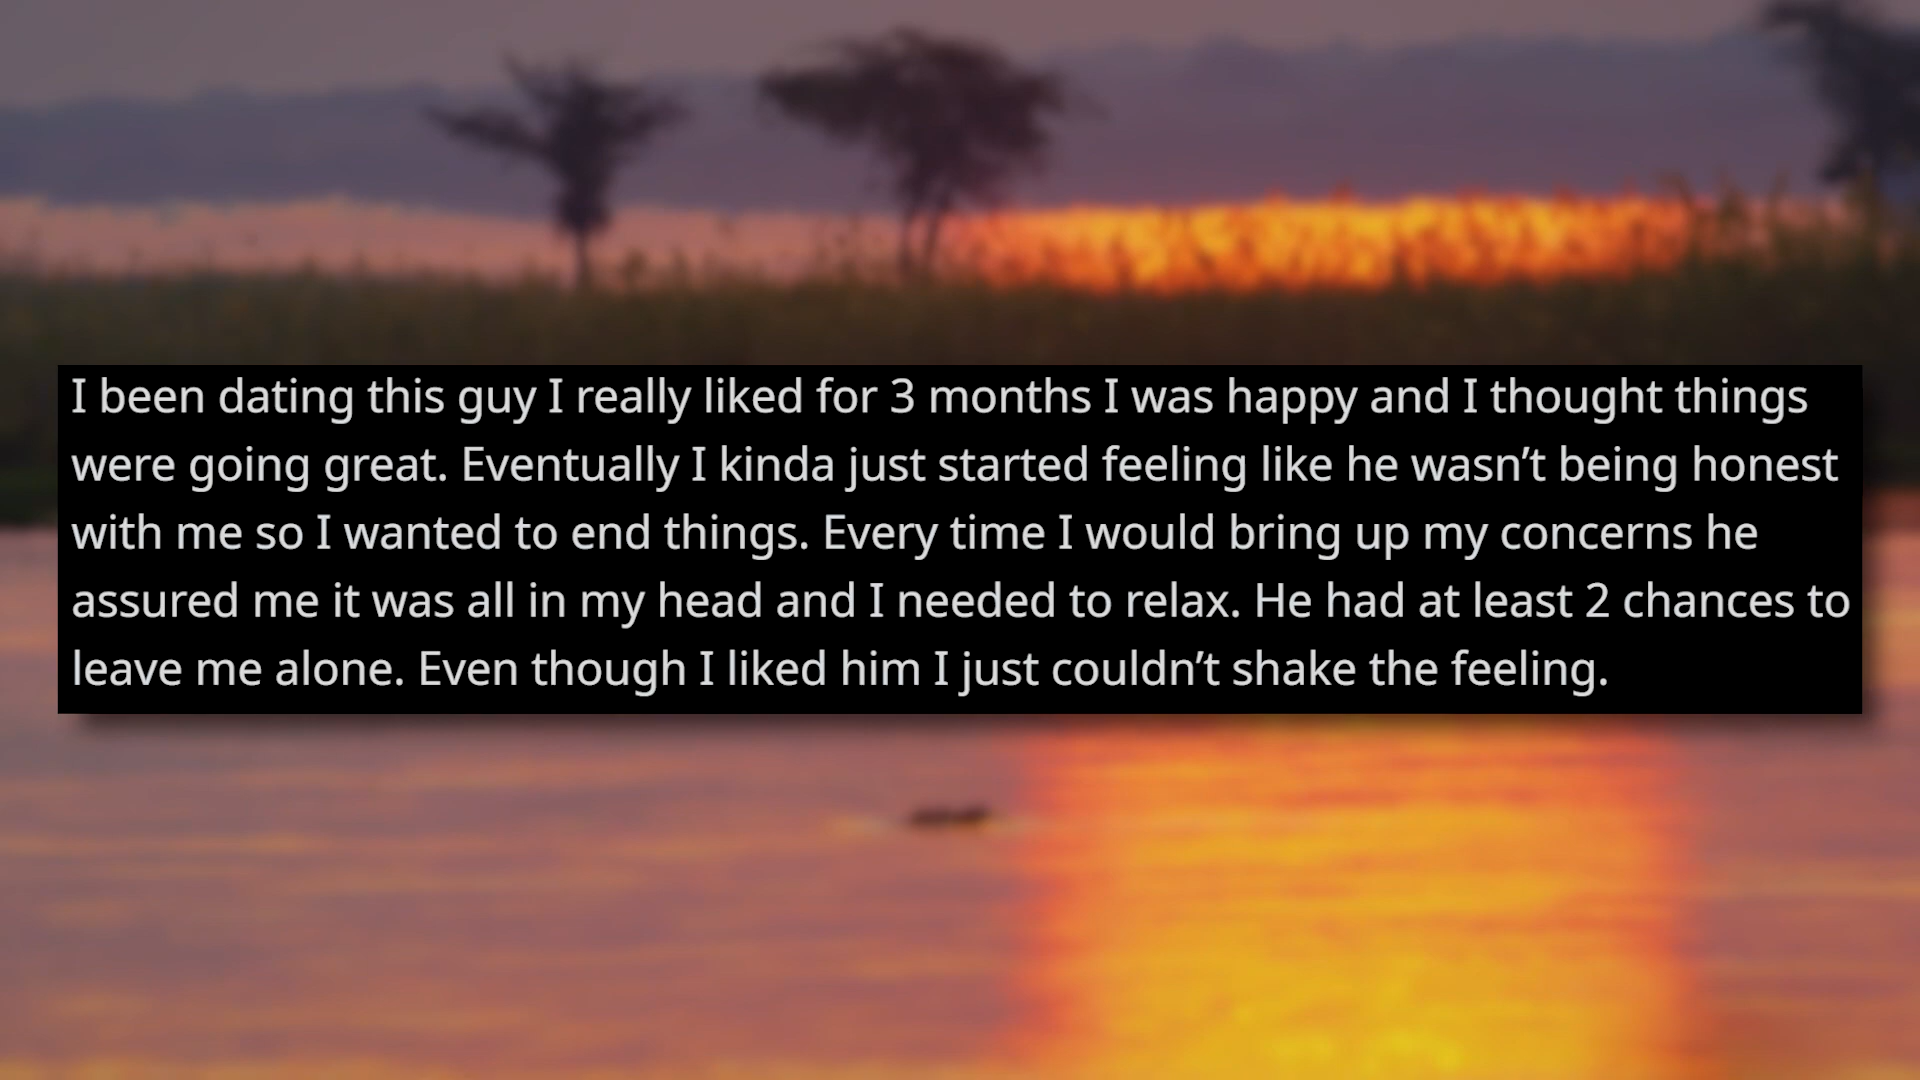 I been dating this guy I really liked for 3 months I was happy and I thought things
were going great. Eventually I kinda just started feeling like he wasn’t being honest
with me so I wanted to end things. Every time I would bring up my concerns he
assured me it was all in my head and I needed to relax. He had at least 2 chances to
leave me alone. Even though I liked him I just couldn’t shake the feeling.